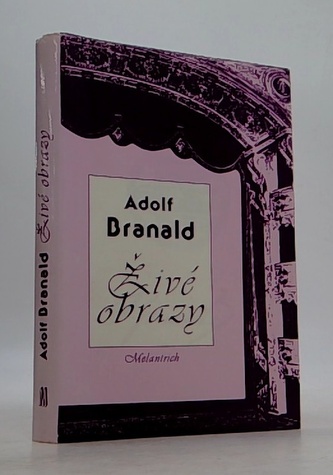 Adolf
Branald
Živé
obrazy
Melantrich
Adolf Branald Živé obrazy